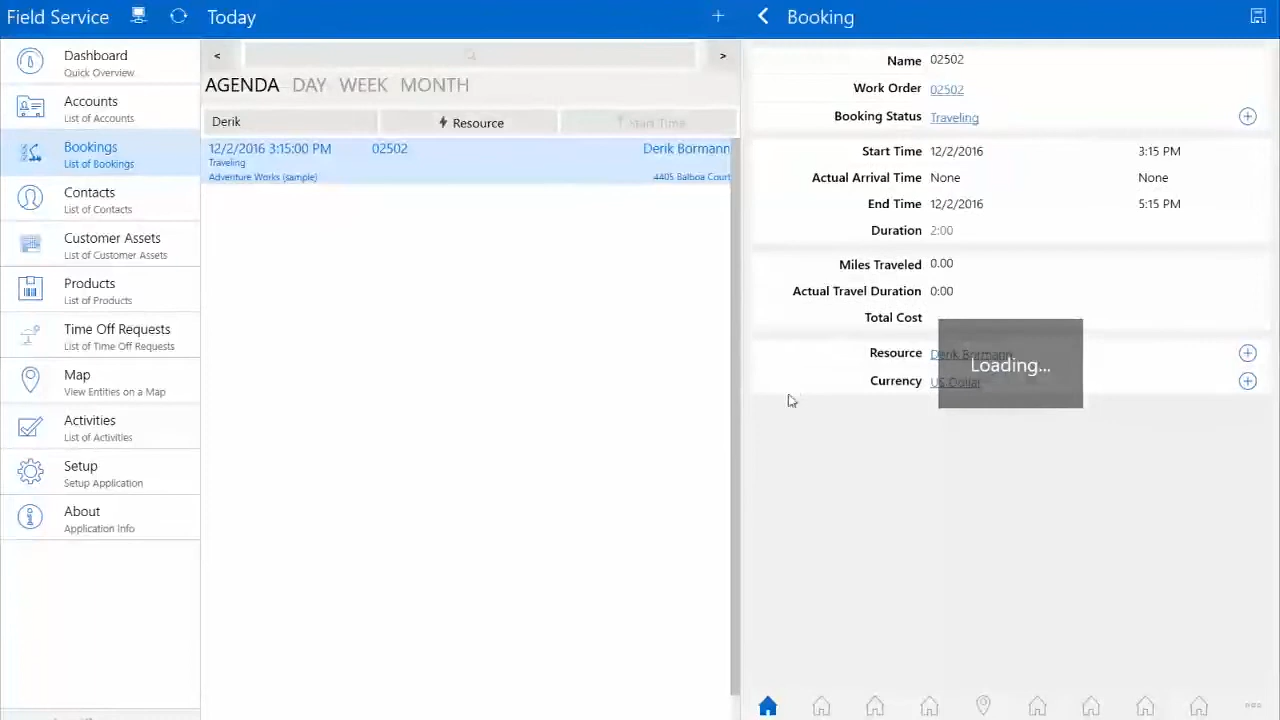 Field Service
Today
Booking
Dashboard
Quick Overview
Accounts
List of Accounts
Bookings
List of Bookings
Contacts
List of Contacts
Customer Assets
List of Customer Assets
Products
List of Products
Time Off Requests
List of Time Off Requests
Map
View Entities on a Map
Activities
List of Activities
Setup
Setup Application
About
Application Info
< >
AGENDA DAY WEEK MONTH
Derik Resource Start Time
12/2/2016 3:15:00 PM 02502 Derik Bormann
Traveling
Adventure Works (sample) 4405 Balboa Court
Name 02502
Work Order 02502
Booking Status Traveling
Start Time 12/2/2016 3:15 PM
Actual Arrival Time None None
End Time 12/2/2016 5:15 PM
Duration 2:00
Miles Traveled 0.00
Actual Travel Duration 0:00
Total Cost
Resource Derik Bormann
Loading...
Currency US Dollar